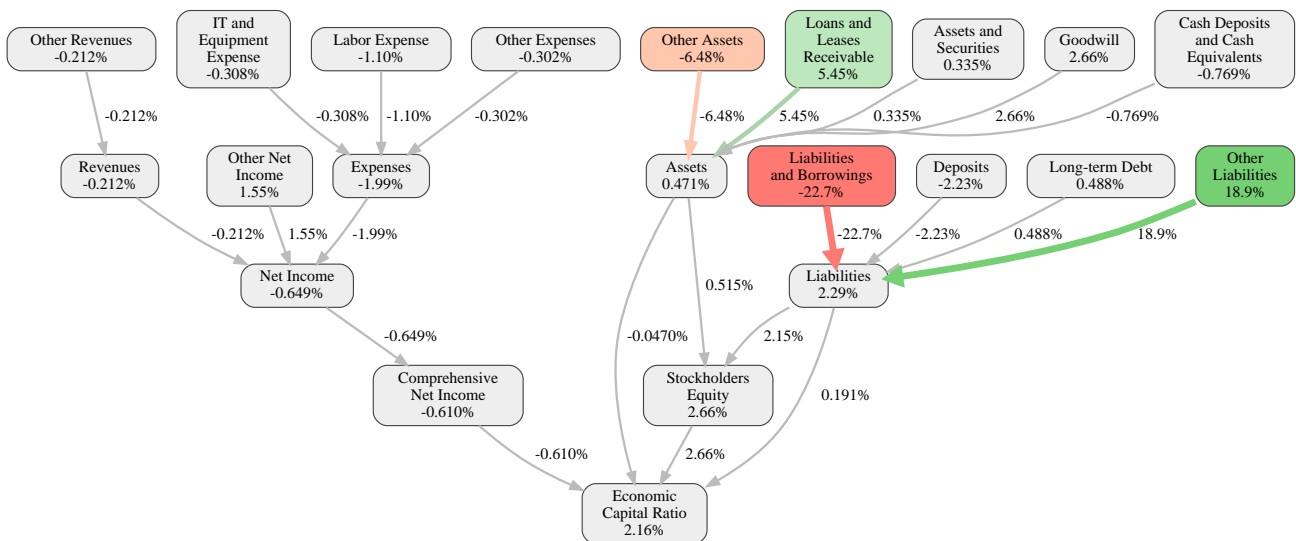 Other Revenues
-0.212%
IT and
Equipment
Expense
-0.308%
Labor Expense
-1.10%
Other Expenses
-0.302%
Other Assets
-6.48%
Loans and
Leases
Receivable
5.45%
Assets and
Securities
0.335%
Goodwill
2.66%
Cash Deposits
and Cash
Equivalents
-0.769%
-0.212%
-0.308%
-1.10%
-0.302%
-6.48%
5.45%
0.335%
2.66%
-0.769%
Revenues
-0.212%
Other Net
Income
1.55%
Expenses
-1.99%
Assets
0.471%
Liabilities
and Borrowings
-22.7%
Deposits
-2.23%
Long-term Debt
0.488%
Other
Liabilities
18.9%
-0.212%
1.55%
-1.99%
-22.7%
-2.23%
0.488%
18.9%
Net Income
-0.649%
0.515%
Liabilities
2.29%
-0.649%
-0.0470%
2.15%
Comprehensive
Net Income
-0.610%
Stockholders
Equity
2.66%
0.191%
-0.610%
2.66%
Economic
Capital Ratio
2.16%